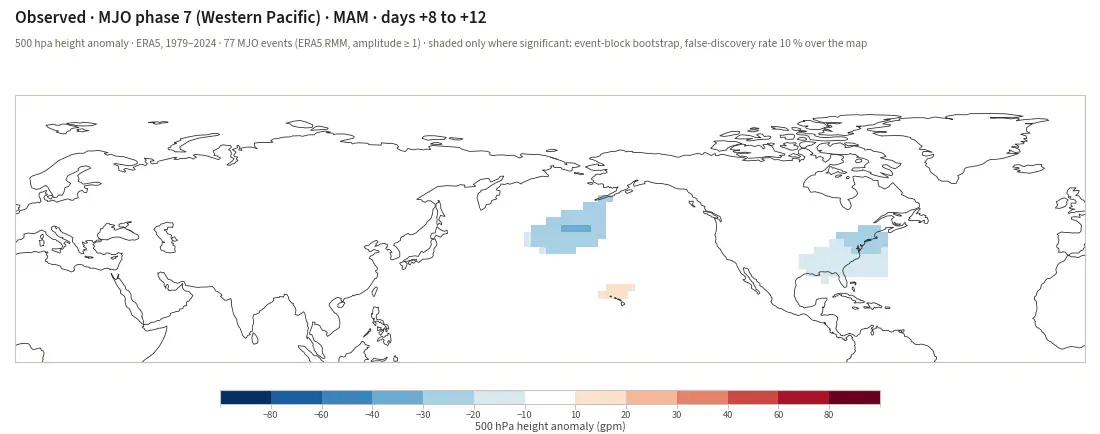 Observed · MJO phase 7 (Western Pacific) · MAM · days +8 to +12
500 hpa height anomaly · ERA5, 1979–2024 · 77 MJO events (ERA5 RMM, amplitude ≥ 1) · shaded only where significant: event-block bootstrap, false-discovery rate 10 % over the map
−80 −60 −40 −30 −20 −10 10 20 30 40 60 80
500 hPa height anomaly (gpm)